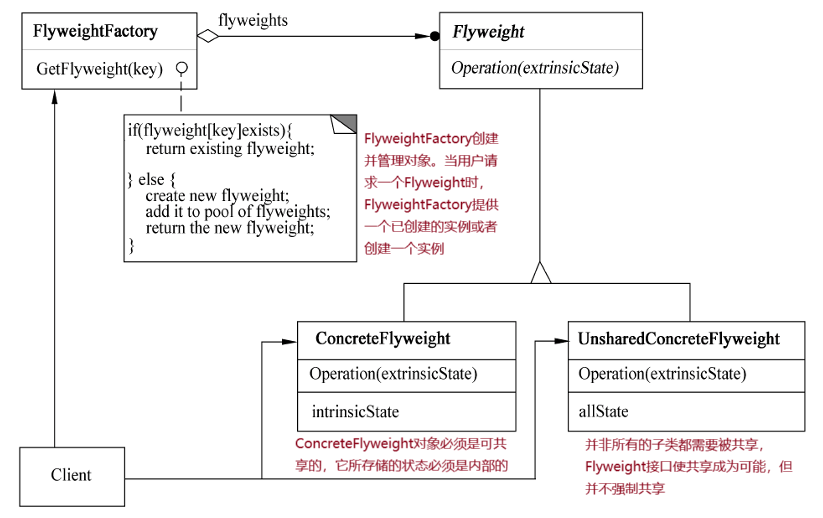 FlyweightFactory
GetFlyweight(key)
flyweights
Flyweight
Operation(extrinsicState)
if(flyweight[key]exists){
return existing flyweight;
} else {
create new flyweight;
add it to pool of flyweights;
return the new flyweight;
}
FlyweightFactory创建
并管理对象。当用户请
求一个Flyweight时,
FlyweightFactory提供
一个已创建的实例或者
创建一个实例
ConcreteFlyweight
Operation(extrinsicState)
intrinsicState
ConcreteFlyweight对象必须是可共
享的，它所存储的状态必须是内部的
UnsharedConcreteFlyweight
Operation(extrinsicState)
allState
并非所有的子类都需要被共享，
Flyweight接口使共享成为可能，但
并不强制共享
Client